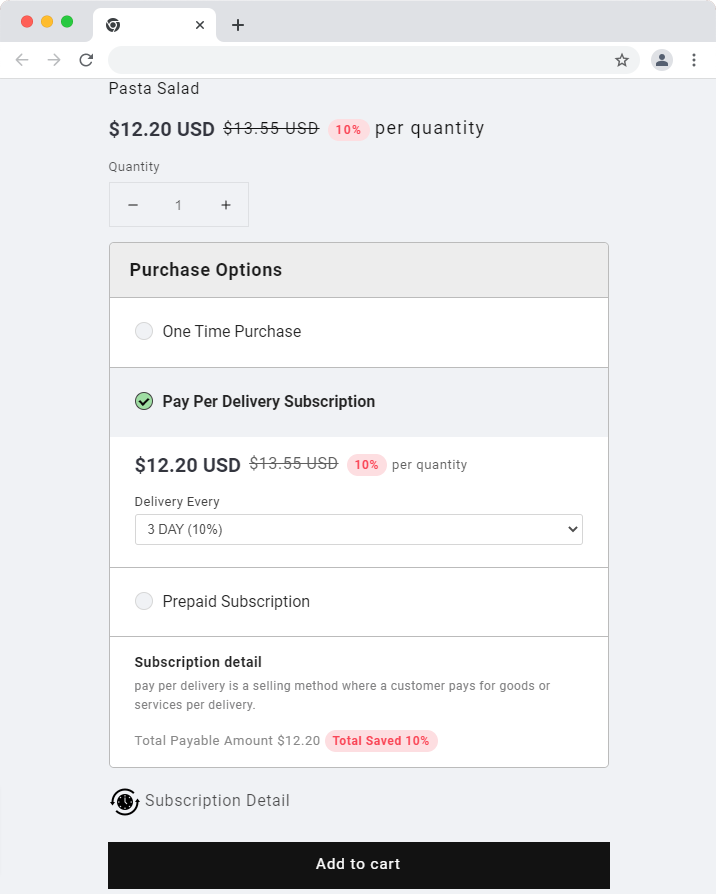 Pasta Salad
$12.20 USD $13.55 USD 10% per quantity
Quantity
− 1 +
Purchase Options
One Time Purchase
Pay Per Delivery Subscription
$12.20 USD $13.55 USD 10% per quantity
Delivery Every
3 DAY (10%)
Prepaid Subscription
Subscription detail
pay per delivery is a selling method where a customer pays for goods or
services per delivery.
Total Payable Amount $12.20 Total Saved 10%
Subscription Detail
Add to cart